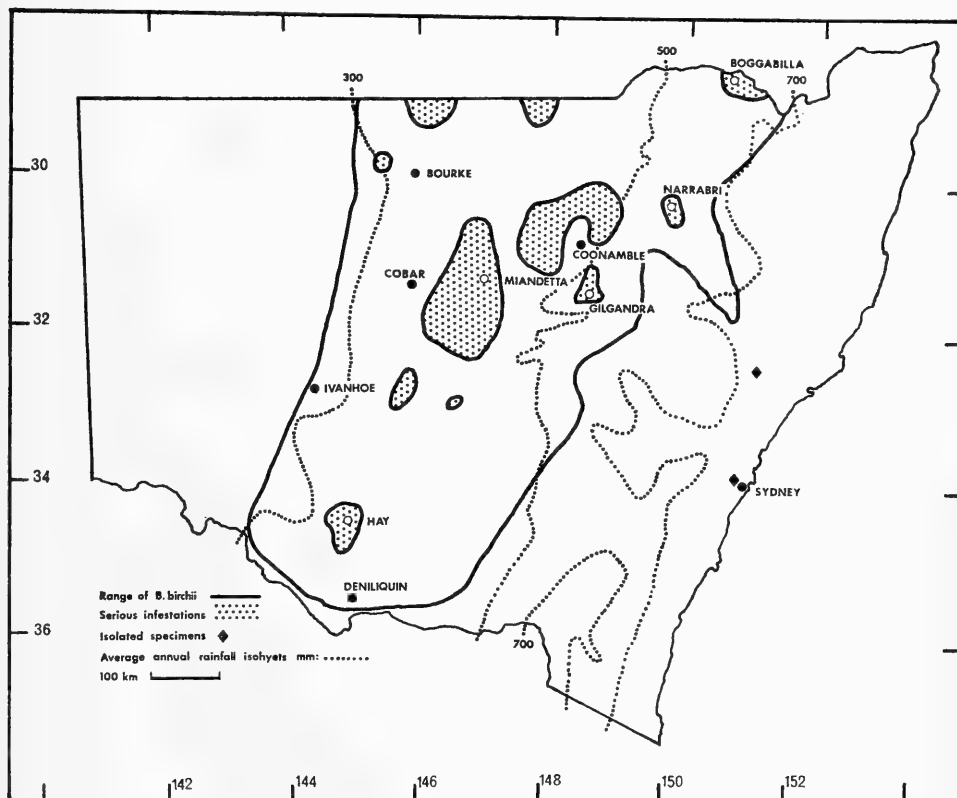 500
BOGGABILLA
300
700
30
BOURKE
NARRABRI
COONAMBLE
COBAR
MIANDETTA
GILGANDRA
32
IVANHOE
34
SYDNEY
HAY
DENILIQUIN
Range of B. birchii
Serious infestations
Isolated specimens
Average annual rainfall isohyets mm:
100 km
36
700
142
144
146
148
150
152